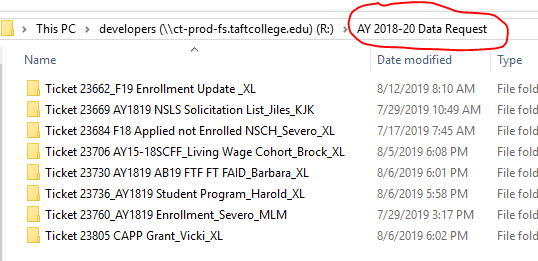 This PC > developers (\\ct-prod-fs.taftcollege.edu) (R:) > AY 2018-20 Data Request
Name Date modified Type
Ticket 23662_F19 Enrollment Update _XL 8/12/2019 8:10 AM File fold
Ticket 23669 AY1819 NSLS Solicitation List_Jiles_KJK 7/29/2019 10:49 AM File fold
Ticket 23684 F18 Applied not Enrolled NSCH_Severo_XL 7/17/2019 7:45 AM File fold
Ticket 23706 AY15-18SCFF_Living Wage Cohort_Brock_XL 8/5/2019 6:08 PM File fold
Ticket 23730 AY1819 AB19 FTF FT FAID_Barbara_XL 8/6/2019 6:01 PM File fold
Ticket 23736_AY1819 Student Program_Harold_XL 8/6/2019 5:58 PM File fold
Ticket 23760_AY1819 Enrollment_Severo_MLM 7/29/2019 3:17 PM File fold
Ticket 23805 CAPP Grant_Vicki_XL 8/6/2019 6:02 PM File fold